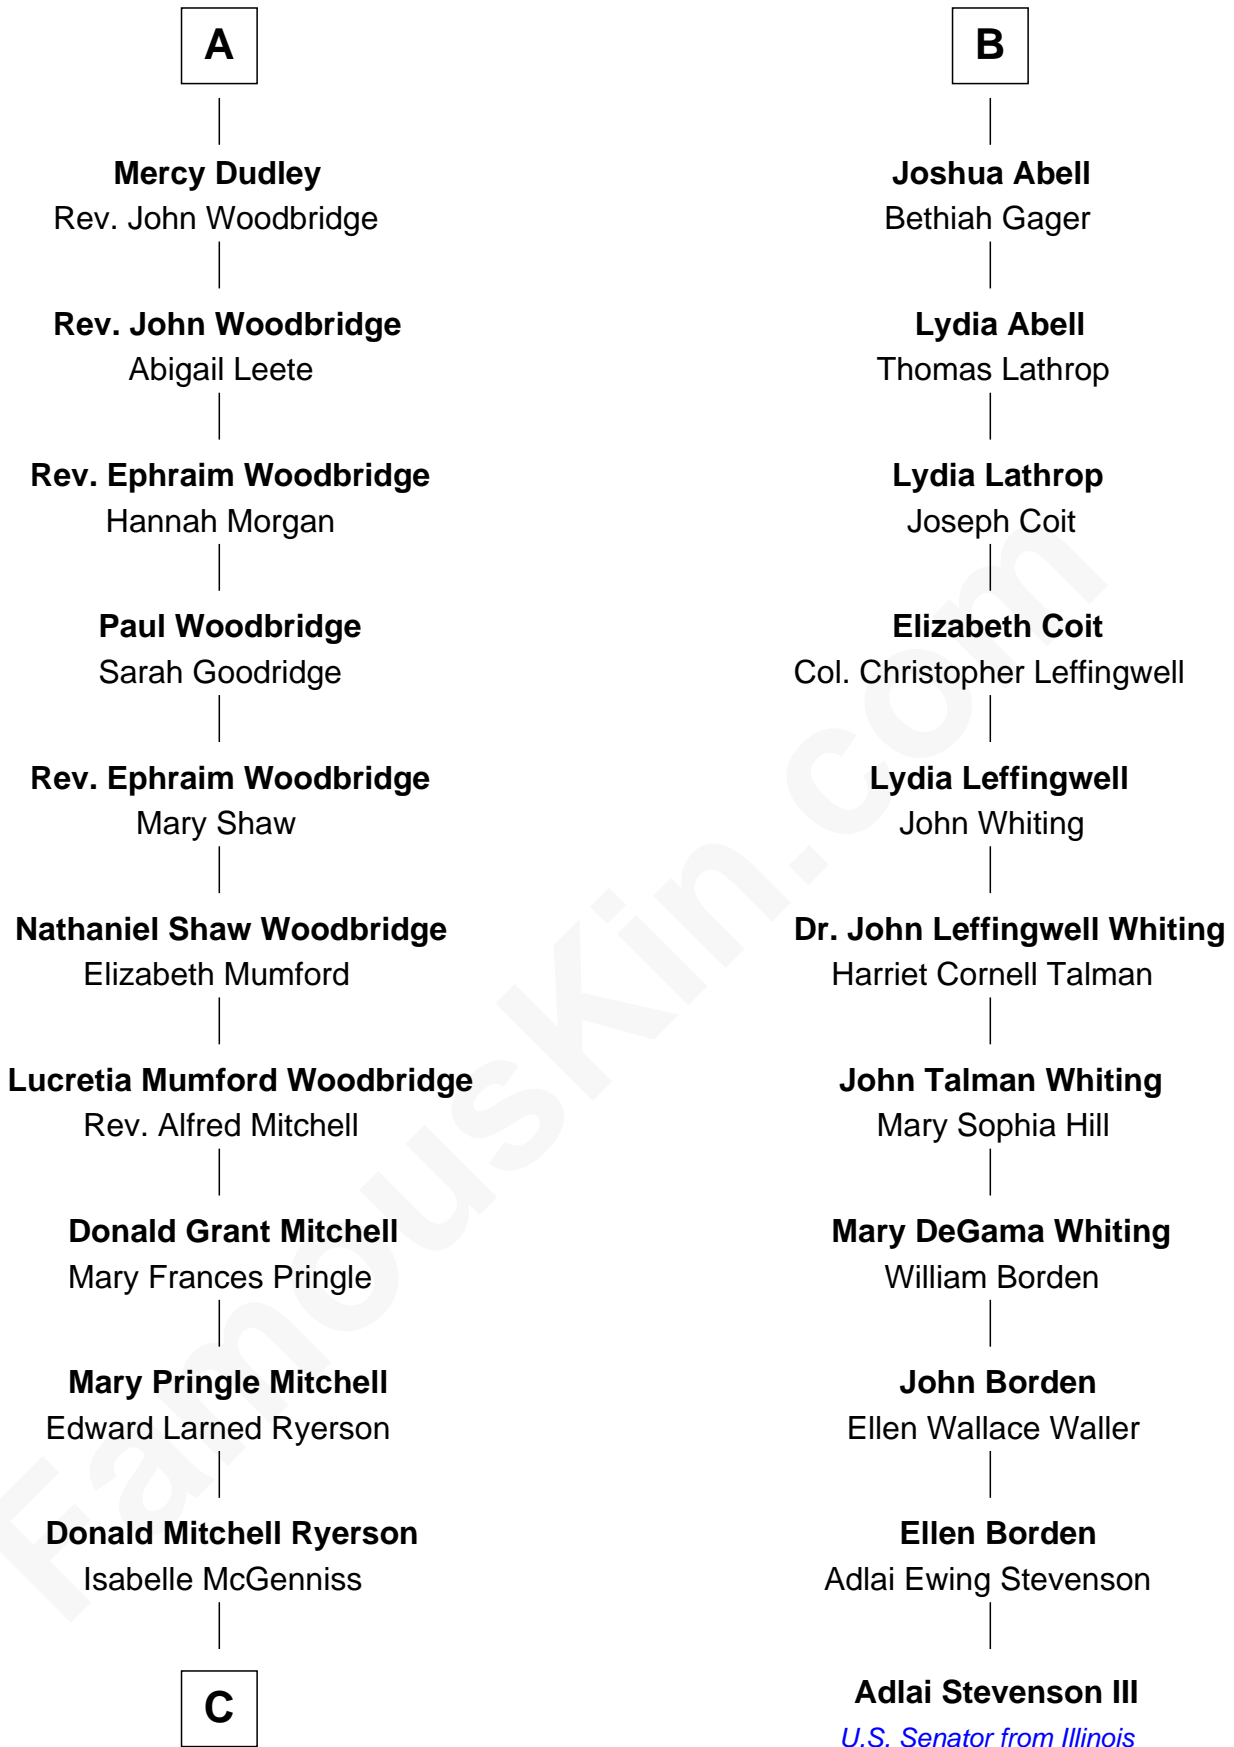 A
Mercy Dudley
Rev. John Woodbridge
Rev. John Woodbridge
Abigail Leete
Rev. Ephraim Woodbridge
Hannah Morgan
Paul Woodbridge
Sarah Goodridge
Rev. Ephraim Woodbridge
Mary Shaw
Nathaniel Shaw Woodbridge
Elizabeth Mumford
Lucretia Mumford Woodbridge
Rev. Alfred Mitchell
Donald Grant Mitchell
Mary Frances Pringle
Mary Pringle Mitchell
Edward Larned Ryerson
Donald Mitchell Ryerson
Isabelle McGenniss
C
B
Joshua Abell
Bethiah Gager
Lydia Abell
Thomas Lathrop
Lydia Lathrop
Joseph Coit
Elizabeth Coit
Col. Christopher Leffingwell
Lydia Leffingwell
John Whiting
Dr. John Leffingwell Whiting
Harriet Cornell Talman
John Talman Whiting
Mary Sophia Hill
Mary DeGama Whiting
William Borden
John Borden
Ellen Wallace Waller
Ellen Borden
Adlai Ewing Stevenson
Adlai Stevenson III
U.S. Senator from Illinois
FamousKin.com